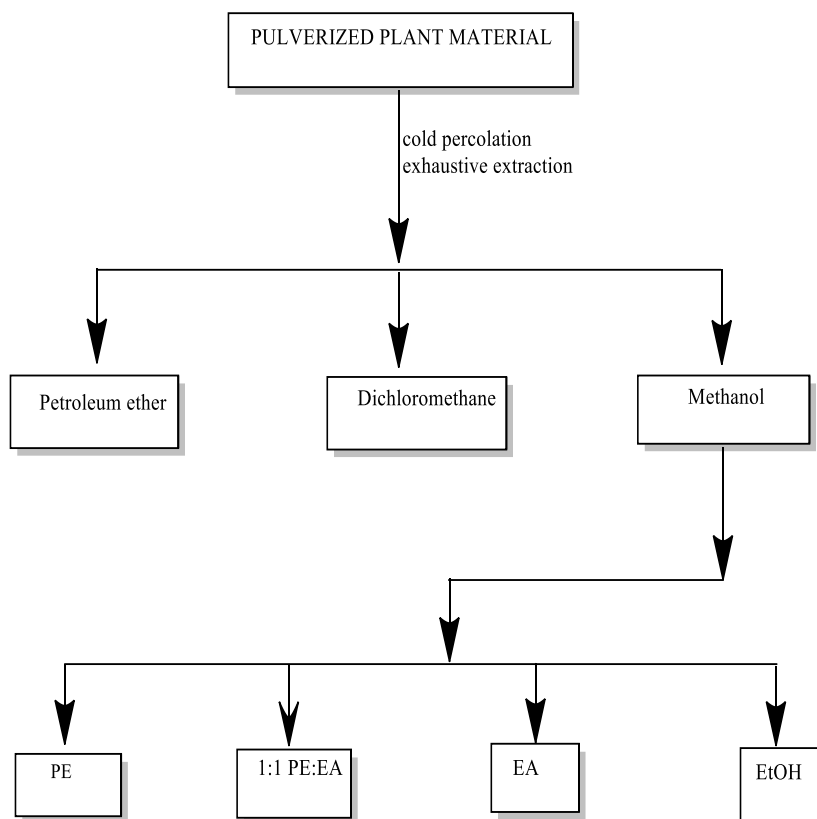 PULVERIZED PLANT MATERIAL
cold percolation
exhaustive extraction
Petroleum ether
Dichloromethane
Methanol
PE
1:1 PE:EA
EA
EtOH